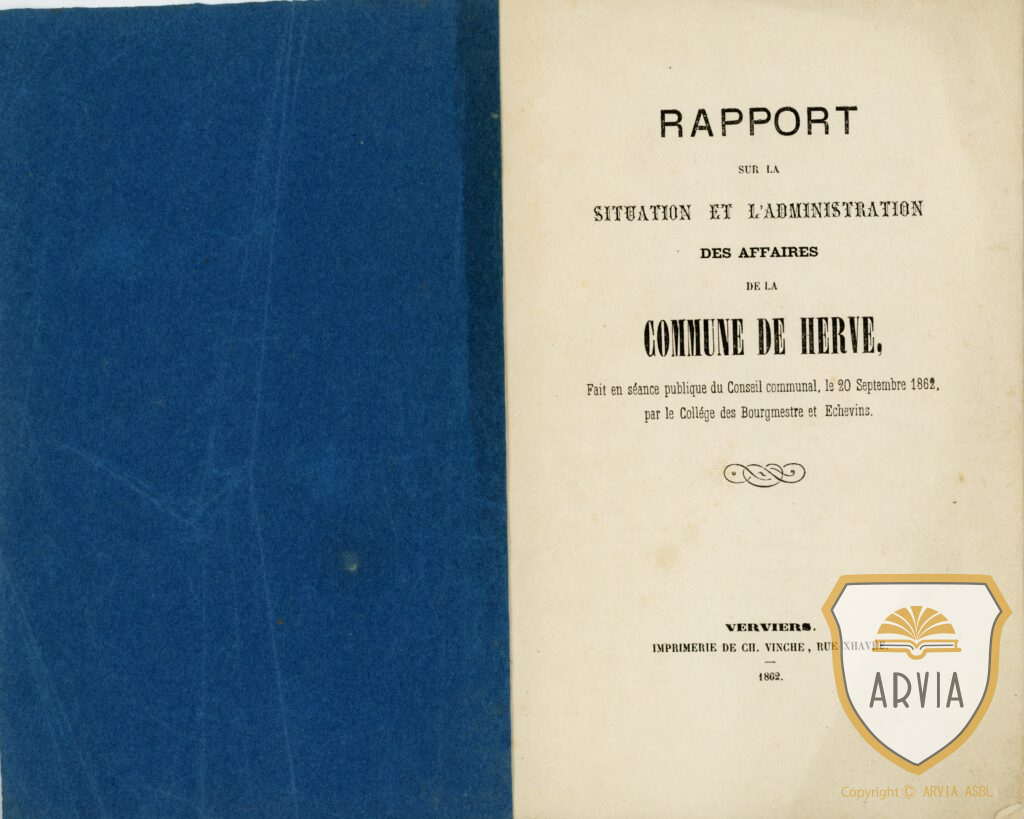 RAPPORT
SUR LA
SITUATION ET L'ADMINISTRATION
DES AFFAIRES
DE LA
COMMUNE DE HERVE,
Fait en séance publique du Conseil communal, le 20 Septembre 1862,
par le Collége des Bourgmestre et Echevins.
VERVIERS.
IMPRIMERIE DE CH. VINCHE, RUE XHAVÉE.
1862.
ARVIA
Copyright © ARVIA ASBL